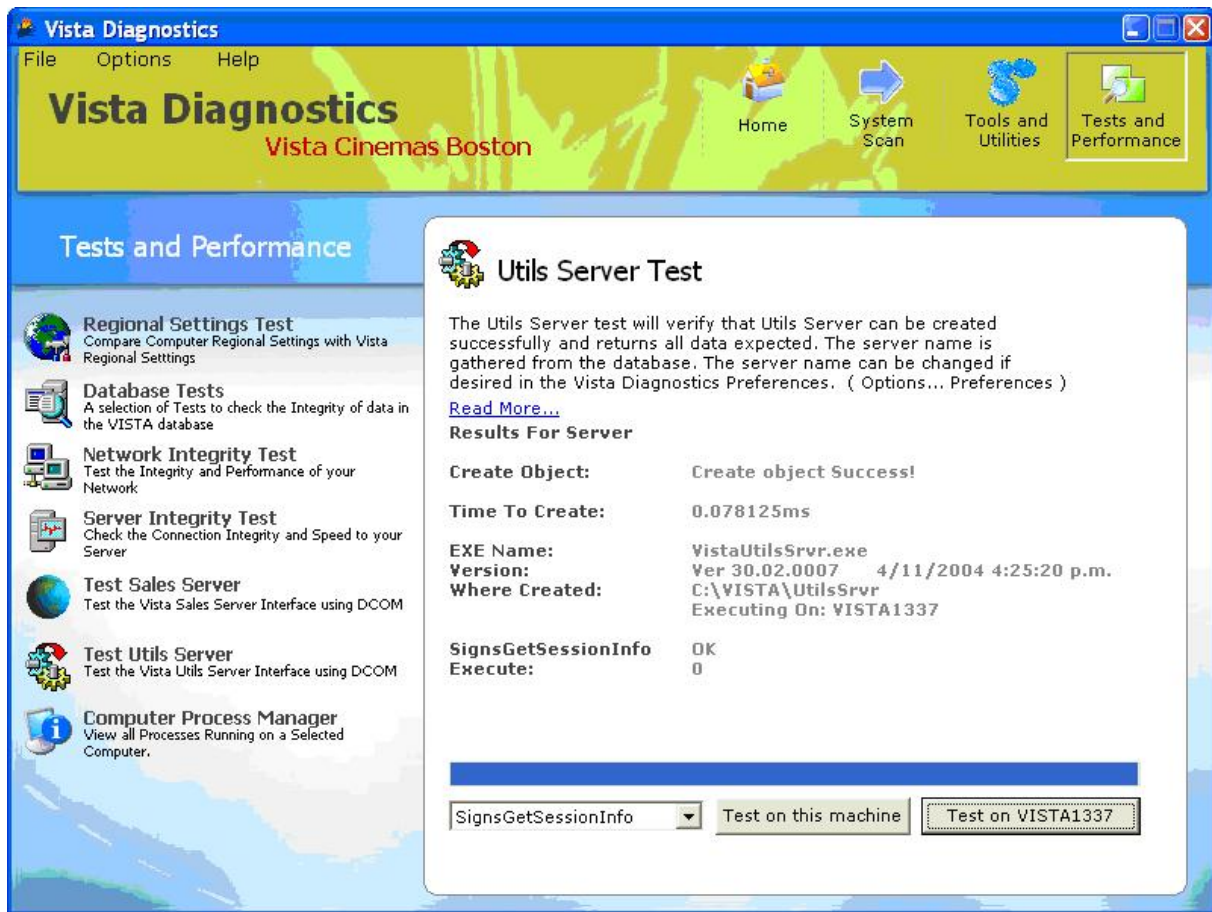 Vista Diagnostics
File Options Help
Vista Diagnostics
Vista Cinemas Boston
Home
System
Scan
Tools and
Utilities
Tests and
Performance
Tests and Performance
Regional Settings Test
Compare Computer Regional Settings with Vista
Regional Setttings
Database Tests
A selection of Tests to check the Integrity of data in
the VISTA database
Network Integrity Test
Test the Integrity and Performance of your
Network
Server Integrity Test
Check the Connection Integrity and Speed to your
Server
Test Sales Server
Test the Vista Sales Server Interface using DCOM
Test Utils Server
Test the Vista Utils Server Interface using DCOM
Computer Process Manager
View all Processes Running on a Selected
Computer.
Utils Server Test
The Utils Server test will verify that Utils Server can be created
successfully and returns all data expected. The server name is
gathered from the database. The server name can be changed if
desired in the Vista Diagnostics Preferences. ( Options... Preferences )
Read More...
Results For Server
Create Object: Create object Success!
Time To Create: 0.078125ms
EXE Name: VistaUtilsSrvr.exe
Version: Ver 30.02.0007 4/11/2004 4:25:20 p.m.
Where Created: C:\VISTA\UtilsSrvr
Executing On: VISTA1337
SignsGetSessionInfo OK
Execute: 0
SignsGetSessionInfo Test on this machine Test on VISTA1337